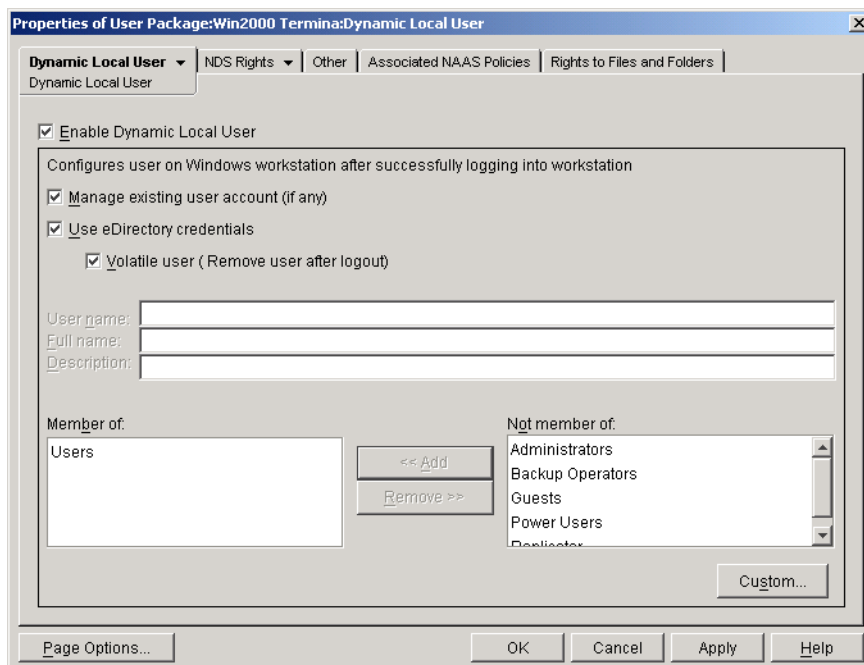 Properties of User Package:Win2000 Termina:Dynamic Local User
Dynamic Local User NDS Rights Other Associated NAAS Policies Rights to Files and Folders
Dynamic Local User
Enable Dynamic Local User
Configures user on Windows workstation after successfully logging into workstation
Manage existing user account (if any)
Use eDirectory credentials
Volatile user ( Remove user after logout)
User name:
Full name:
Description:
Member of:
Users
<< Add
Remove >>
Not member of:
Administrators
Backup Operators
Guests
Power Users
Replicator
Custom...
Page Options... OK Cancel Apply Help